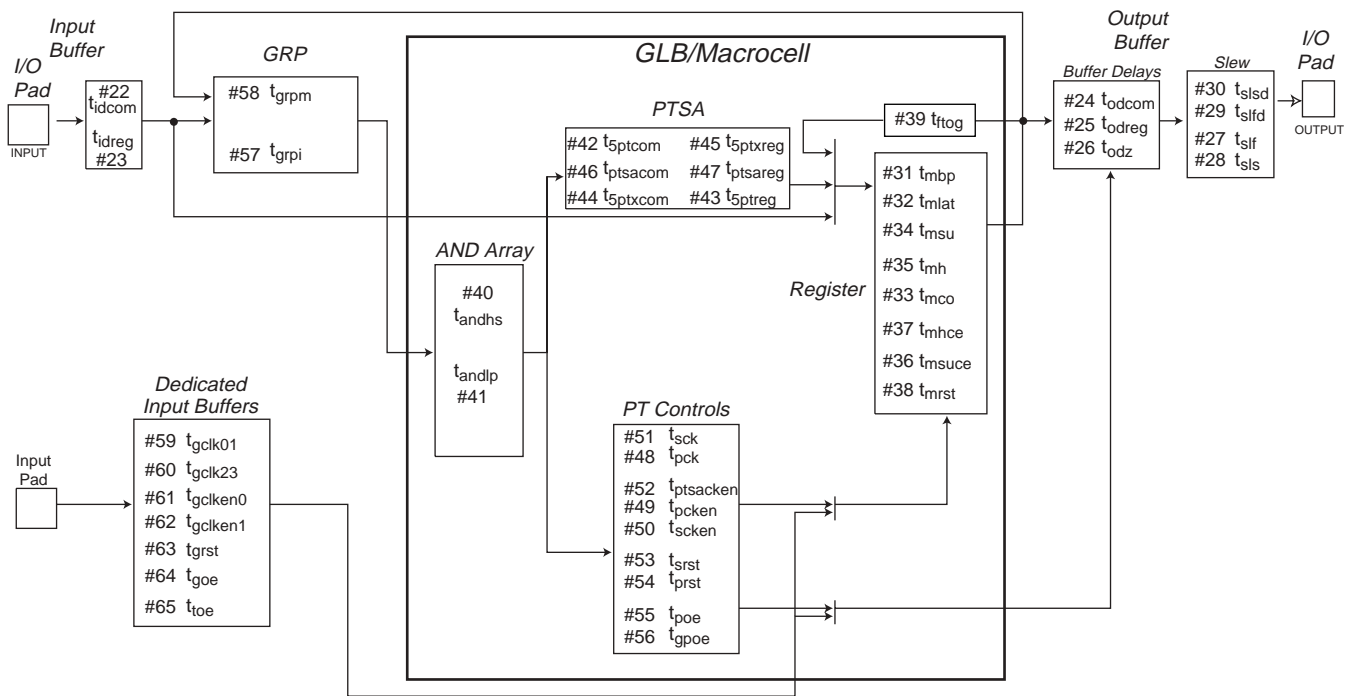 Input
Buffer
I/O
Pad
INPUT
#22
tidcom
tidreg
#23
GRP
#58 tgrpm
#57 tgrpi
GLB/Macrocell
PTSA
#42 t5ptcom #45 t5ptxreg
#46 tptsacom #47 tptsareg
#44 t5ptxcom #43 t5ptreg
#39 tftog
AND Array
#40
tandhs
tandlp
#41
Register
#31 tmbp
#32 tmlat
#34 tmsu
#35 tmh
#33 tmco
#37 tmhce
#36 tmsuce
#38 tmrst
Output
Buffer
Buffer Delays
#24 todcom
#25 todreg
#26 todz
Slew
#30 tslsd
#29 tslfd
#27 tslf
#28 tsls
I/O
Pad
OUTPUT
Dedicated
Input Buffers
Input
Pad
#59 tgclk01
#60 tgclk23
#61 tgclken0
#62 tgclken1
#63 tgrst
#64 tgoe
#65 ttoe
PT Controls
#51 tsck
#48 tpck
#52 tptsacken
#49 tpcken
#50 tscken
#53 tsrst
#54 tprst
#55 tpoe
#56 tgpoe